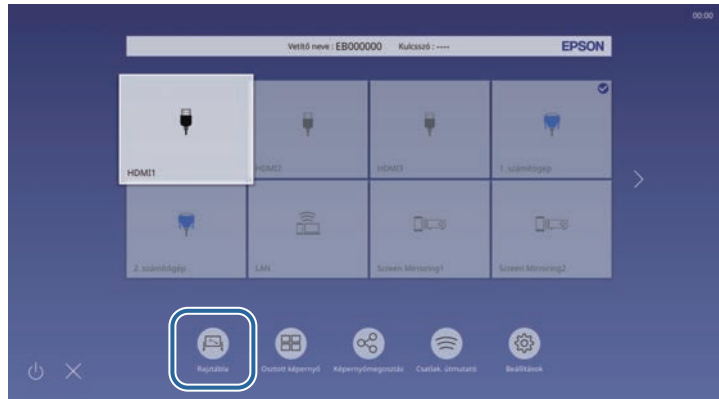 00:00
Vetítő neve : EB000000 Kulcsszó : ---- EPSON
HDMI1
HDMI2
HDMI3
1. számítógép
2. számítógép
LAN
Screen Mirroring1
Screen Mirroring2
Rajztábla
Osztott képernyő
Képernyőmegosztás
Csatlak. útmutató
Beállítások